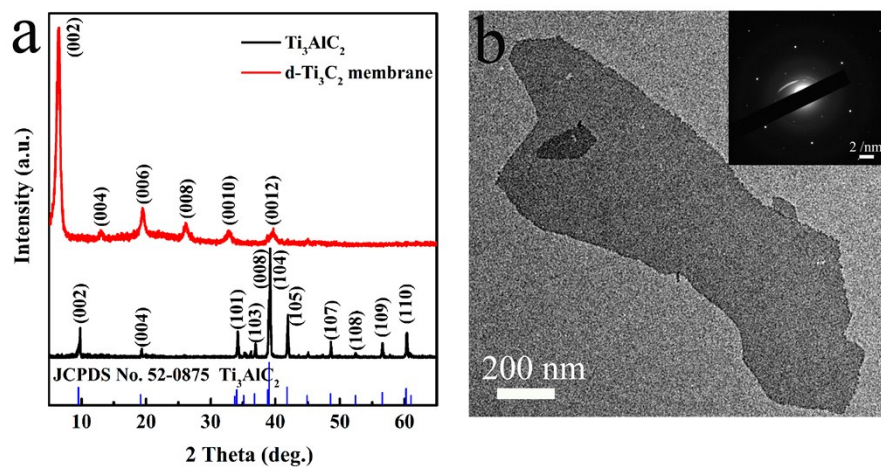 a
Intensity (a.u.)
(002)
Ti₃AlC₂
d-Ti₃C₂ membrane
(004)
(006)
(008)
(0010)
(0012)
(002)
(004)
(101)
(103)
(008)
(104)
(105)
(107)
(108)
(109)
(110)
JCPDS No. 52-0875 Ti₃AlC₂
10 20 30 40 50 60
2 Theta (deg.)
b
2 /nm
200 nm